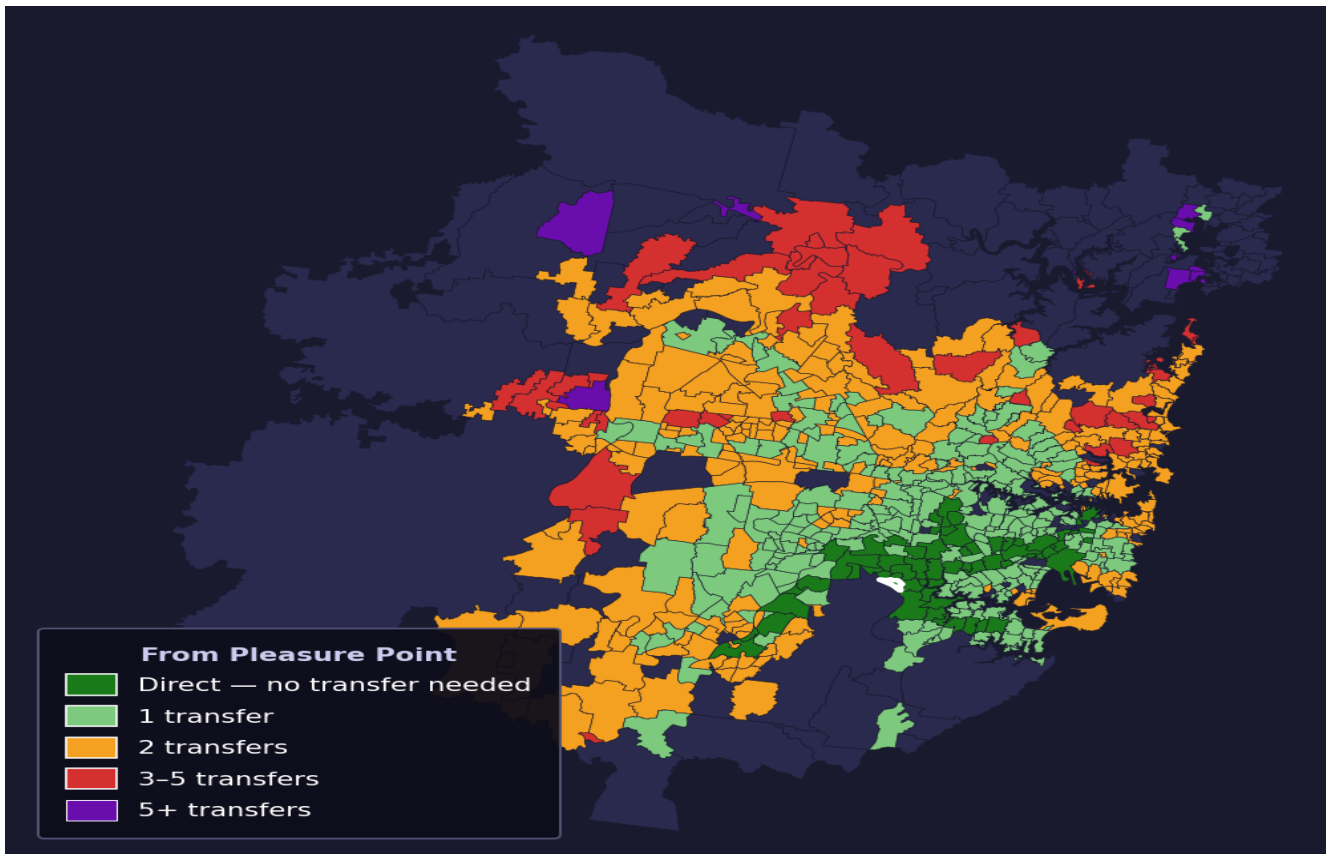 From Pleasure Point
Direct — no transfer needed
1 transfer
2 transfers
3–5 transfers
5+ transfers